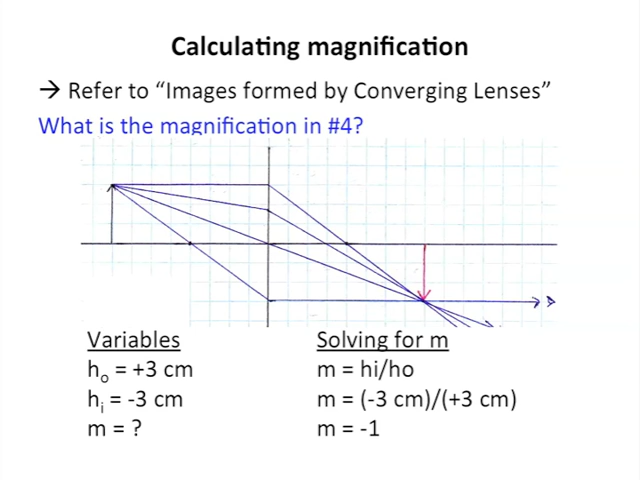 Calculating magnification
→ Refer to “Images formed by Converging Lenses”
What is the magnification in #4?
Variables
hₒ = +3 cm
hᵢ = -3 cm
m = ?
Solving for m
m = hi/ho
m = (-3 cm)/(+3 cm)
m = -1